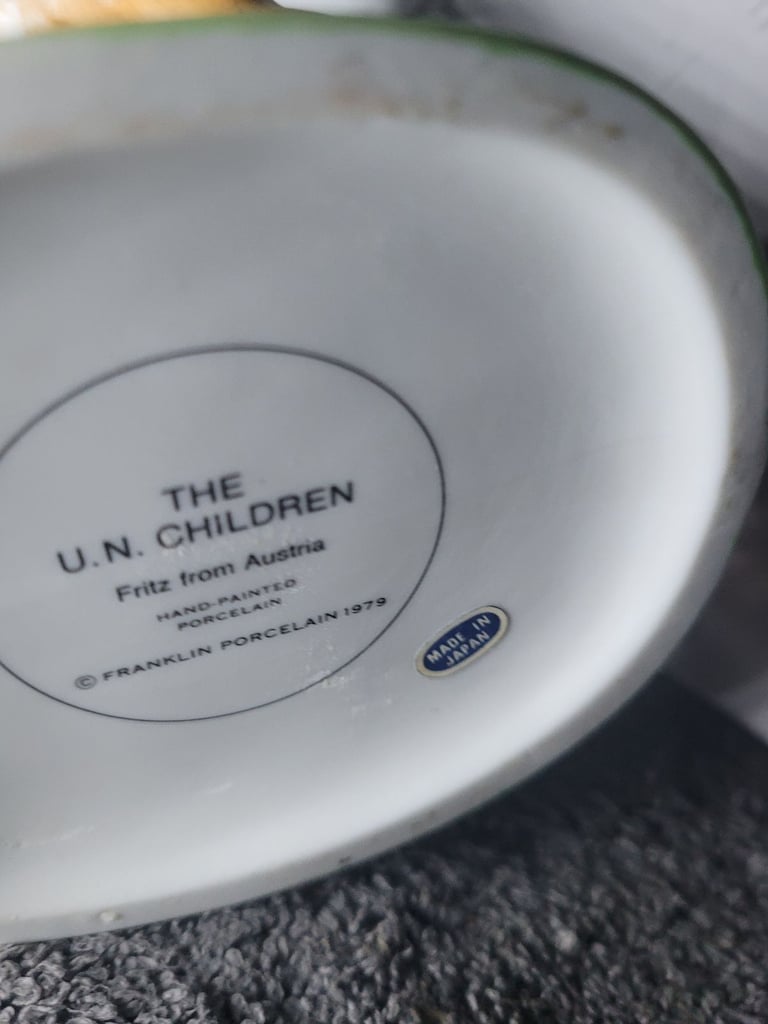 THE
U.N. CHILDREN
Fritz from Austria
HAND-PAINTED
PORCELAIN
© FRANKLIN PORCELAIN 1979
MADE IN
JAPAN